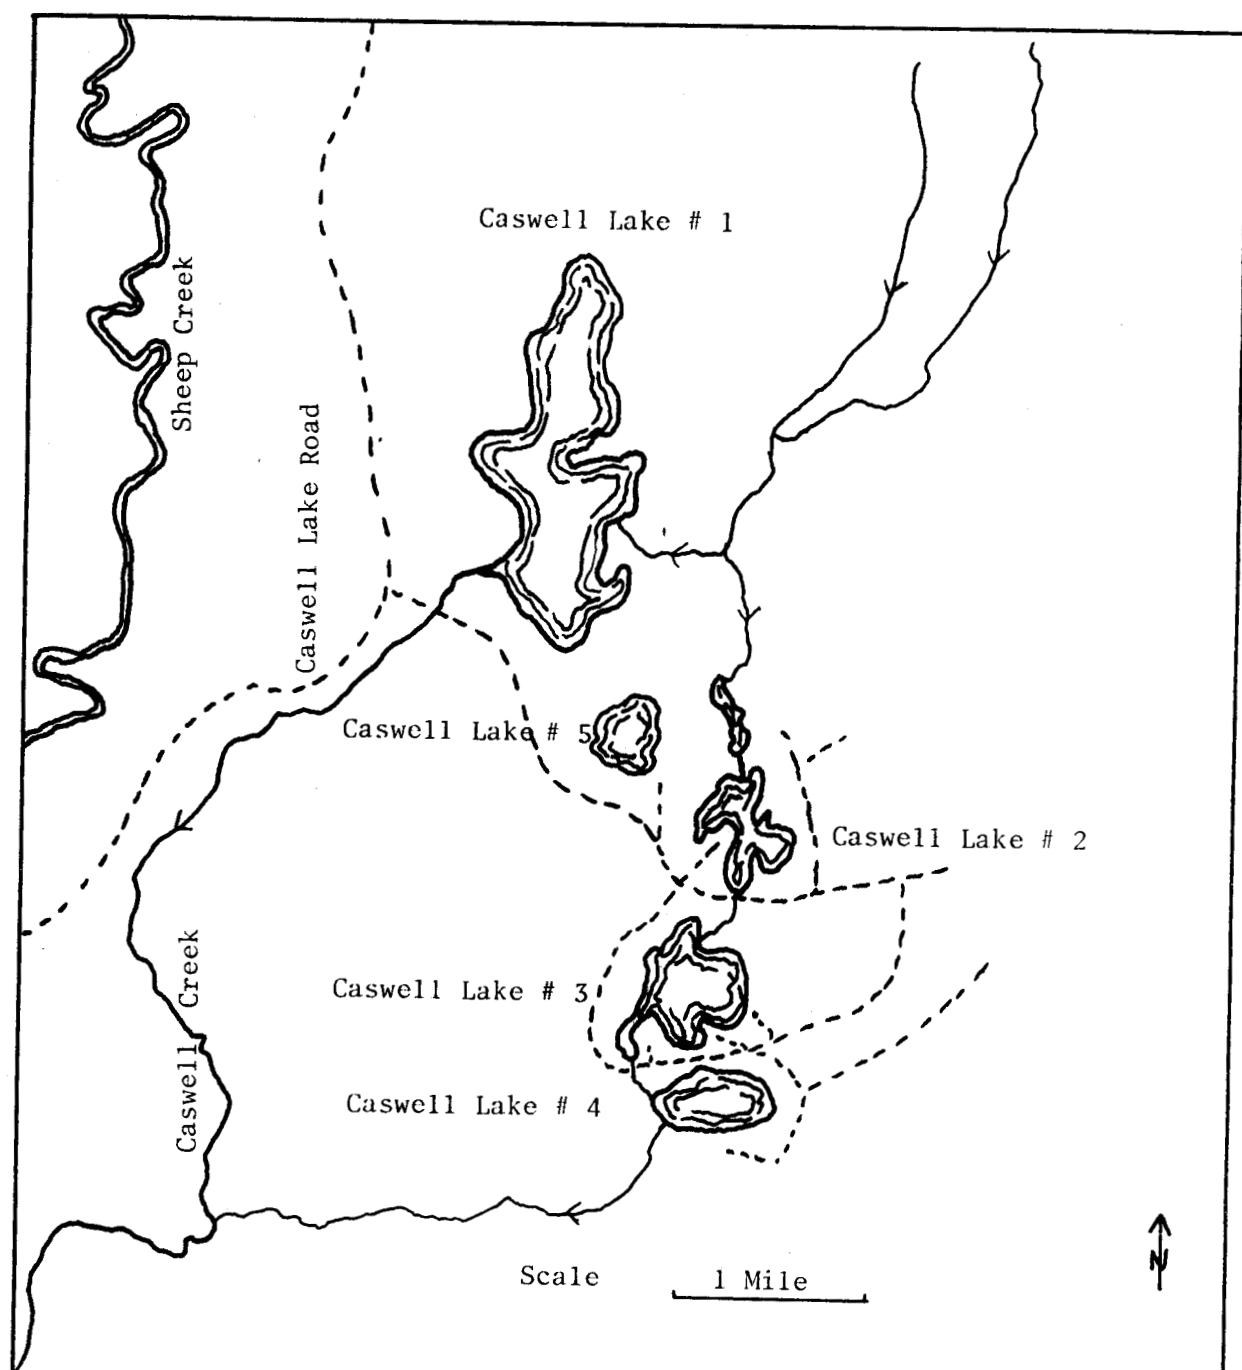 Caswell Lake # 1
Sheep Creek
Caswell Lake Road
Caswell Lake # 5
Caswell Lake # 2
Caswell Lake # 3
Caswell Creek
Caswell Lake # 4
Scale 1 Mile
N